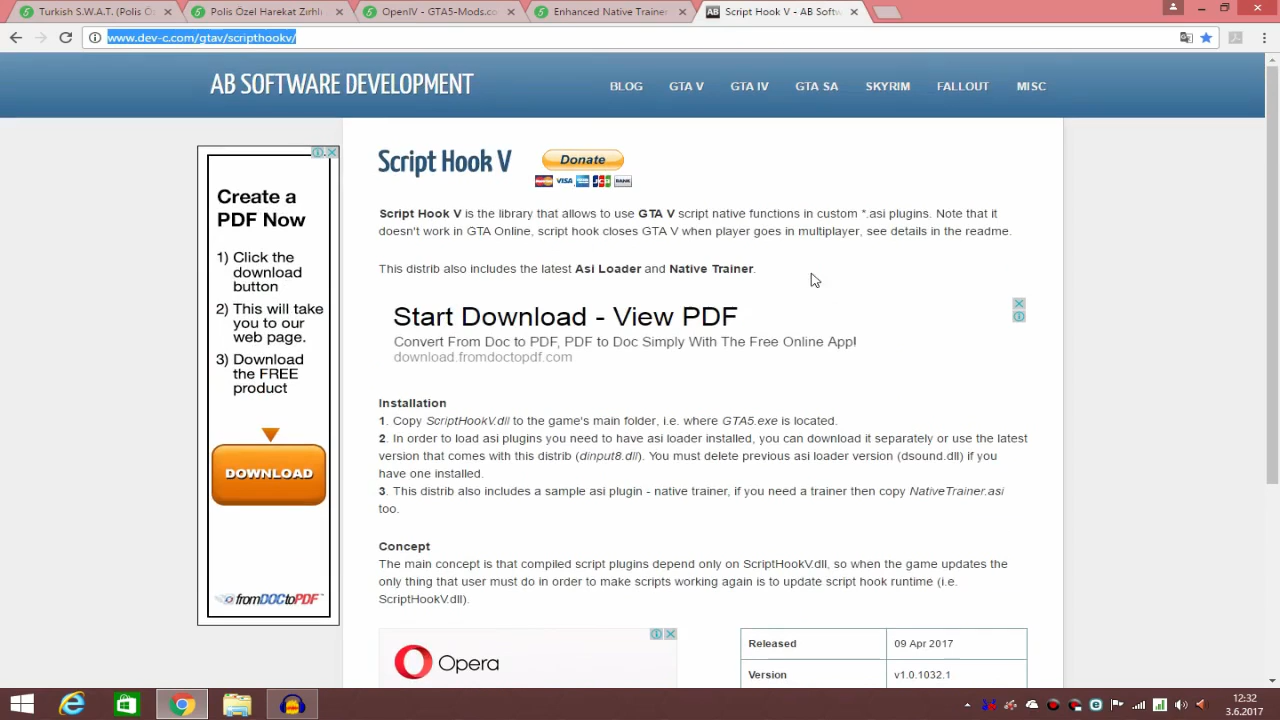 Turkish S.W.A.T (Polis Ö
Polis Özel Harekat Zırhlı
OpenIV - GTA5-Mods.co
Enhanced Native Trainer
AB Script Hook V - AB Softw
www.dev-c.com/gtav/scripthookv/
AB SOFTWARE DEVELOPMENT
BLOG GTA V GTA IV GTA SA SKYRIM FALLOUT MISC
Create a
PDF Now
1) Click the
download
button
2) This will take
you to our
web page.
3) Download
the FREE
product
DOWNLOAD
fromDOCtoPDF
Script Hook V
Donate
VISA
JCB
BANK
Script Hook V is the library that allows to use GTA V script native functions in custom *.asi plugins. Note that it
doesn't work in GTA Online, script hook closes GTA V when player goes in multiplayer, see details in the readme.
This distrib also includes the latest Asi Loader and Native Trainer.
Start Download - View PDF
Convert From Doc to PDF, PDF to Doc Simply With The Free Online App!
download.fromdoctopdf.com
Installation
1. Copy ScriptHookV.dll to the game's main folder, i.e. where GTA5.exe is located.
2. In order to load asi plugins you need to have asi loader installed, you can download it separately or use the latest
version that comes with this distrib (dinput8.dll). You must delete previous asi loader version (dsound.dll) if you
have one installed.
3. This distrib also includes a sample asi plugin - native trainer, if you need a trainer then copy NativeTrainer.asi
too.
Concept
The main concept is that compiled script plugins depend only on ScriptHookV.dll, so when the game updates the
only thing that user must do in order to make scripts working again is to update script hook runtime (i.e.
ScriptHookV.dll).
Opera
Released 09 Apr 2017
Version v1.0.1032.1
12:32
3.6.2017